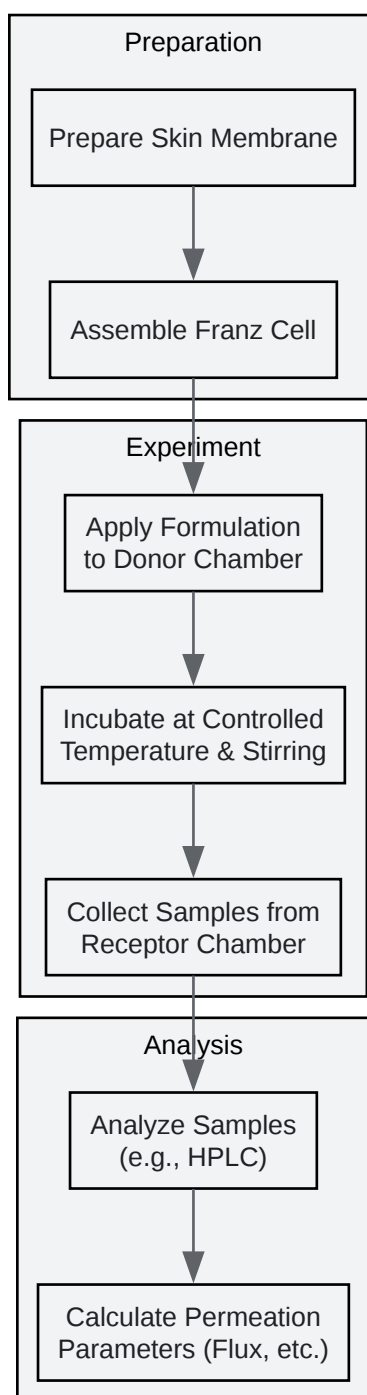 Preparation
Prepare Skin Membrane
Assemble Franz Cell
Experiment
Apply Formulation
to Donor Chamber
Incubate at Controlled
Temperature & Stirring
Collect Samples from
Receptor Chamber
Analysis
Analyze Samples
(e.g., HPLC)
Calculate Permeation
Parameters (Flux, etc.)